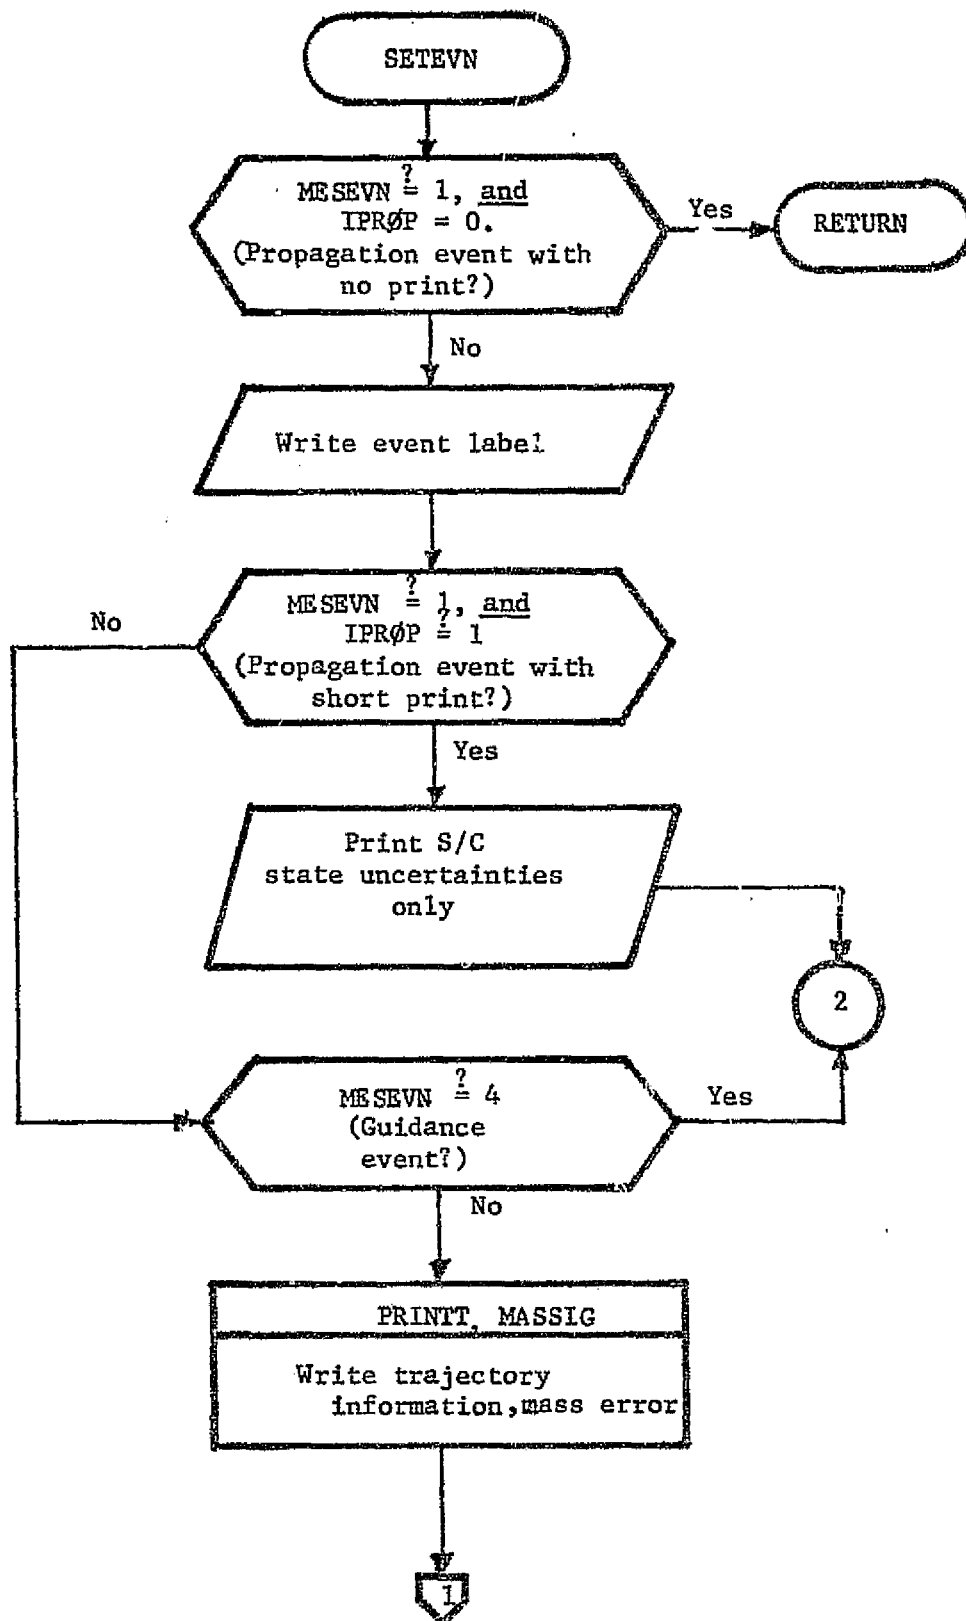 SETEVN
MESEVN ?= 1, and
IPRØP = 0.
(Propagation event with
no print?)
Yes
RETURN
No
Write event label
MESEVN ?= 1, and
IPRØP ?= 1
(Propagation event with
short print?)
No
Yes
Print S/C
state uncertainties
only
2
MESEVN ?= 4
(Guidance
event?)
Yes
No
PRINTT, MASSIG
Write trajectory
information,mass error
1